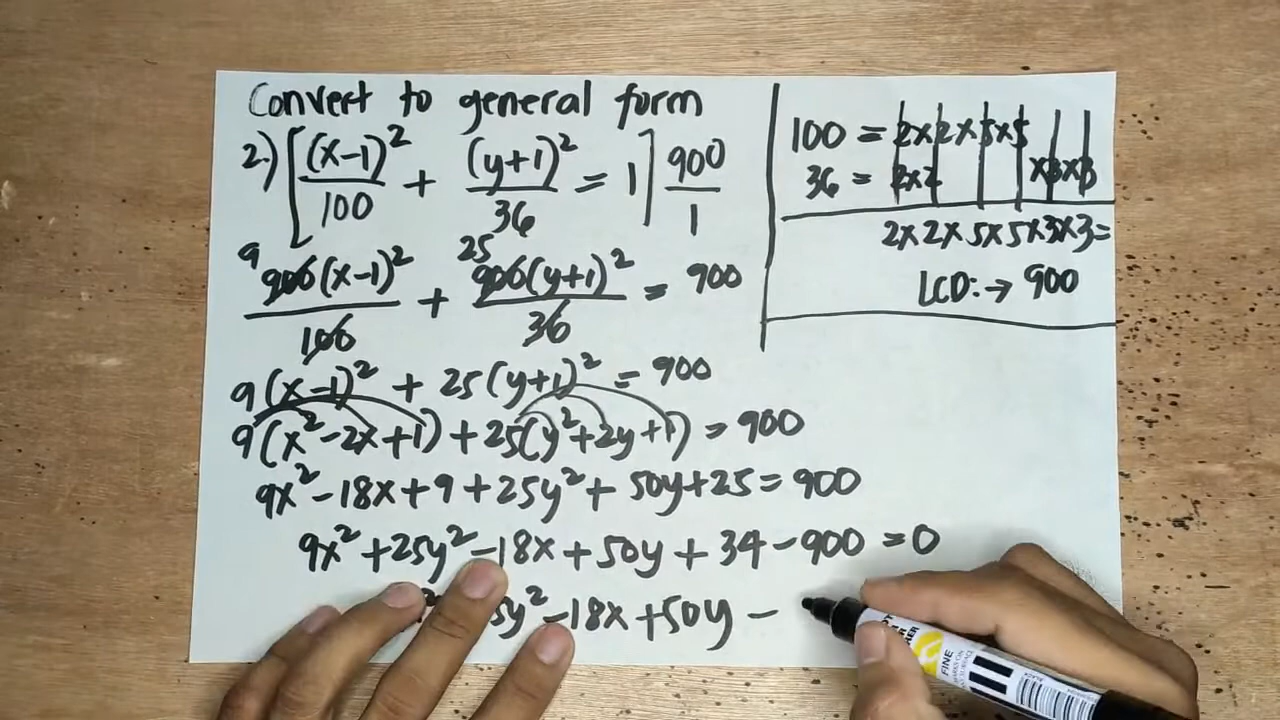 Convert to general form
2.) [(x-1)²/100 + (y+1)²/36 = 1] 900/1
9 900(x-1)²/100 + 25 900(y+1)²/36 = 900
9(x-1)² + 25(y+1)² = 900
9(x²-2x+1) + 25(y²+2y+1) = 900
9x²-18x+9+25y²+50y+25=900
9x²+25y²-18x+50y+34-900=0
5y²-18x+50y-
100 = 2x2x5x5
36 = 2x2 x3x3
2x2x5x5x3x3=
LCD:→900
FINE